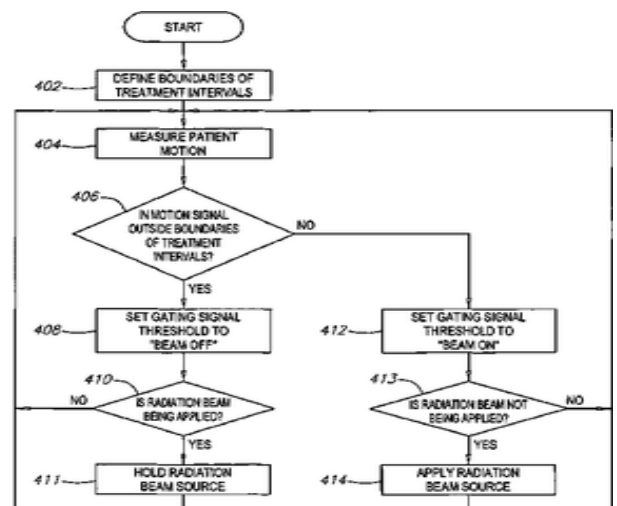 START
402
DEFINE BOUNDARIES OF
TREATMENT INTERVALS
404
MEASURE PATIENT
MOTION
406
IN MOTION SIGNAL
OUTSIDE BOUNDARIES
OF TREATMENT
INTERVALS?
NO
YES
408
SET GATING SIGNAL
THRESHOLD TO
"BEAM OFF"
412
SET GATING SIGNAL
THRESHOLD TO
"BEAM ON"
410
NO
IS RADIATION BEAM
BEING APPLIED?
YES
413
IS RADIATION BEAM NOT
BEING APPLIED?
NO
YES
411
HOLD RADIATION
BEAM SOURCE
414
APPLY RADIATION
BEAM SOURCE